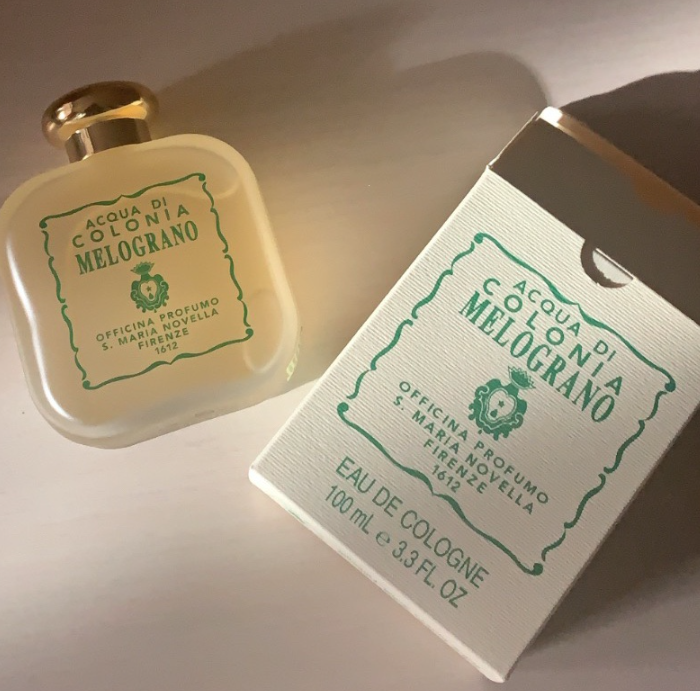 ACQUA DI
COLONIA
MELOGRANO
OFFICINA PROFUMO
S. MARIA NOVELLA
FIRENZE
1612
ACQUA DI
COLONIA
MELOGRANO
OFFICINA PROFUMO
S. MARIA NOVELLA
FIRENZE
1612
EAU DE COLOGNE
100 mL ℮ 3.3 FL. OZ